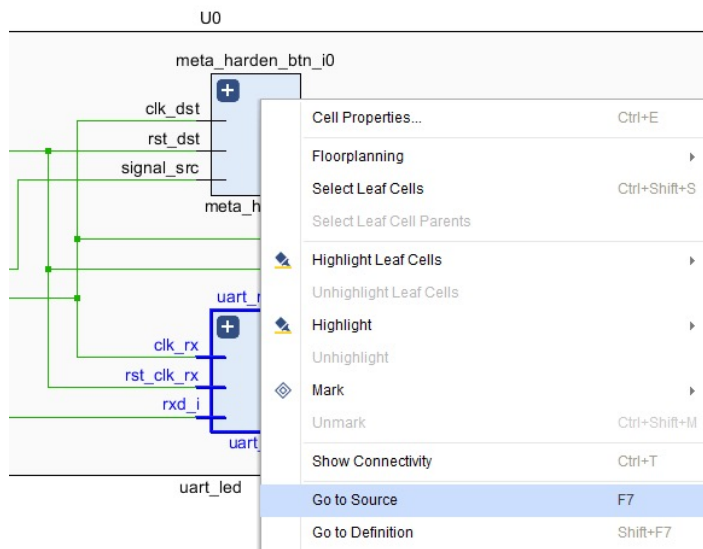 U0
meta_harden_btn_i0
clk_dst
rst_dst
signal_src
meta_h
uart_r
clk_rx
rst_clk_rx
rxd_i
uart_
uart_led
Cell Properties... Ctrl+E
Floorplanning
Select Leaf Cells Ctrl+Shift+S
Select Leaf Cell Parents
Highlight Leaf Cells
Unhighlight Leaf Cells
Highlight
Unhighlight
Mark
Unmark Ctrl+Shift+M
Show Connectivity Ctrl+T
Go to Source F7
Go to Definition Shift+F7